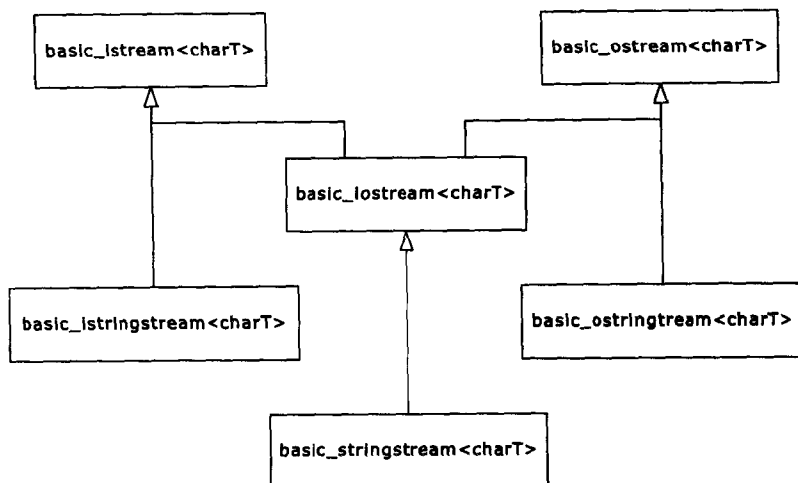 basic_istream<charT>
basic_ostream<charT>
basic_iostream<charT>
basic_istringstream<charT>
basic_ostringtream<charT>
basic_stringstream<charT>